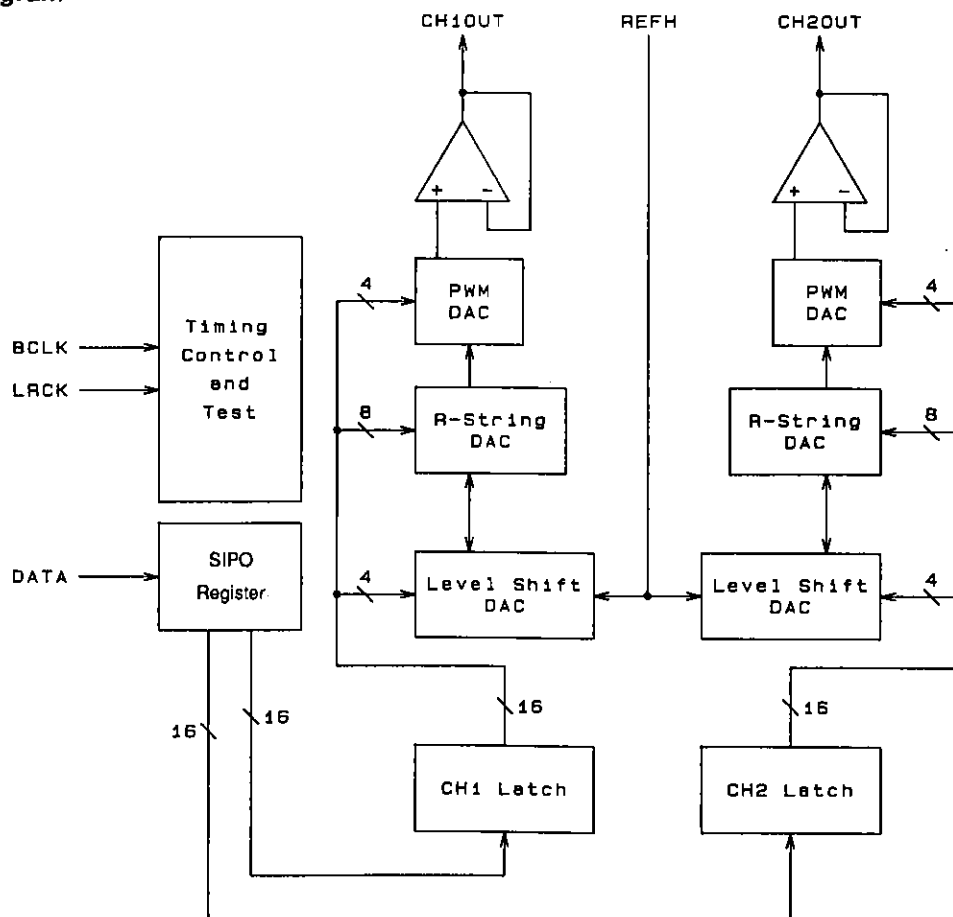 CH1OUT
REFH
CH2OUT
+
-
+
-
4
PWM
DAC
PWM
DAC
4
BCLK
LRCK
Timing
Control
and
Test
8
R-String
DAC
R-String
DAC
8
DATA
SIPO
Register
4
Level Shift
DAC
Level Shift
DAC
4
16
16
16
16
CH1 Latch
CH2 Latch